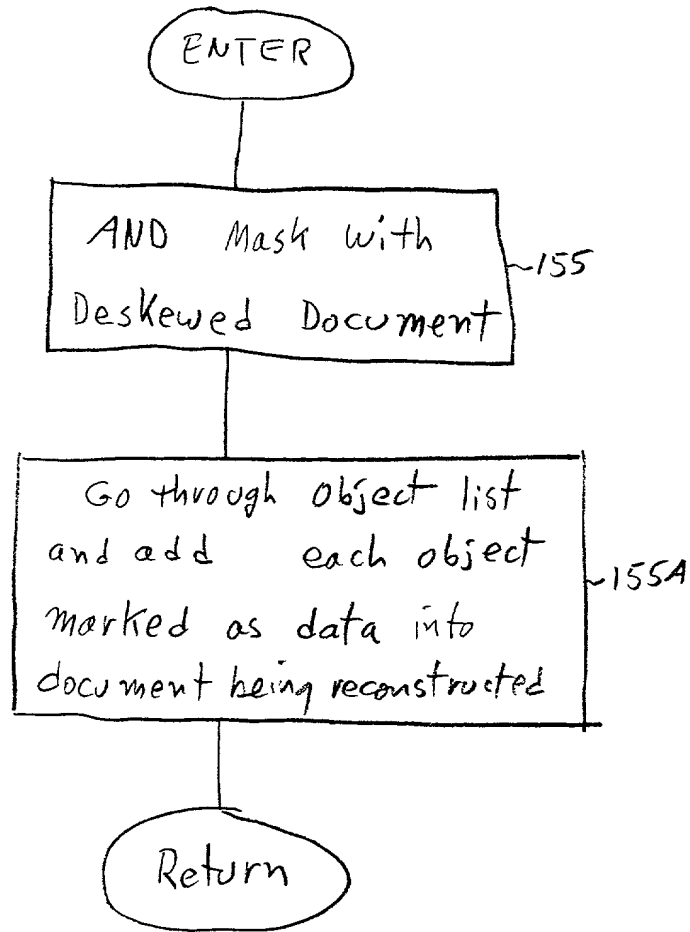 ENTER
AND Mask with
Deskewed Document
155
Go through object list
and add each object
marked as data into
document being reconstructed
155A
Return